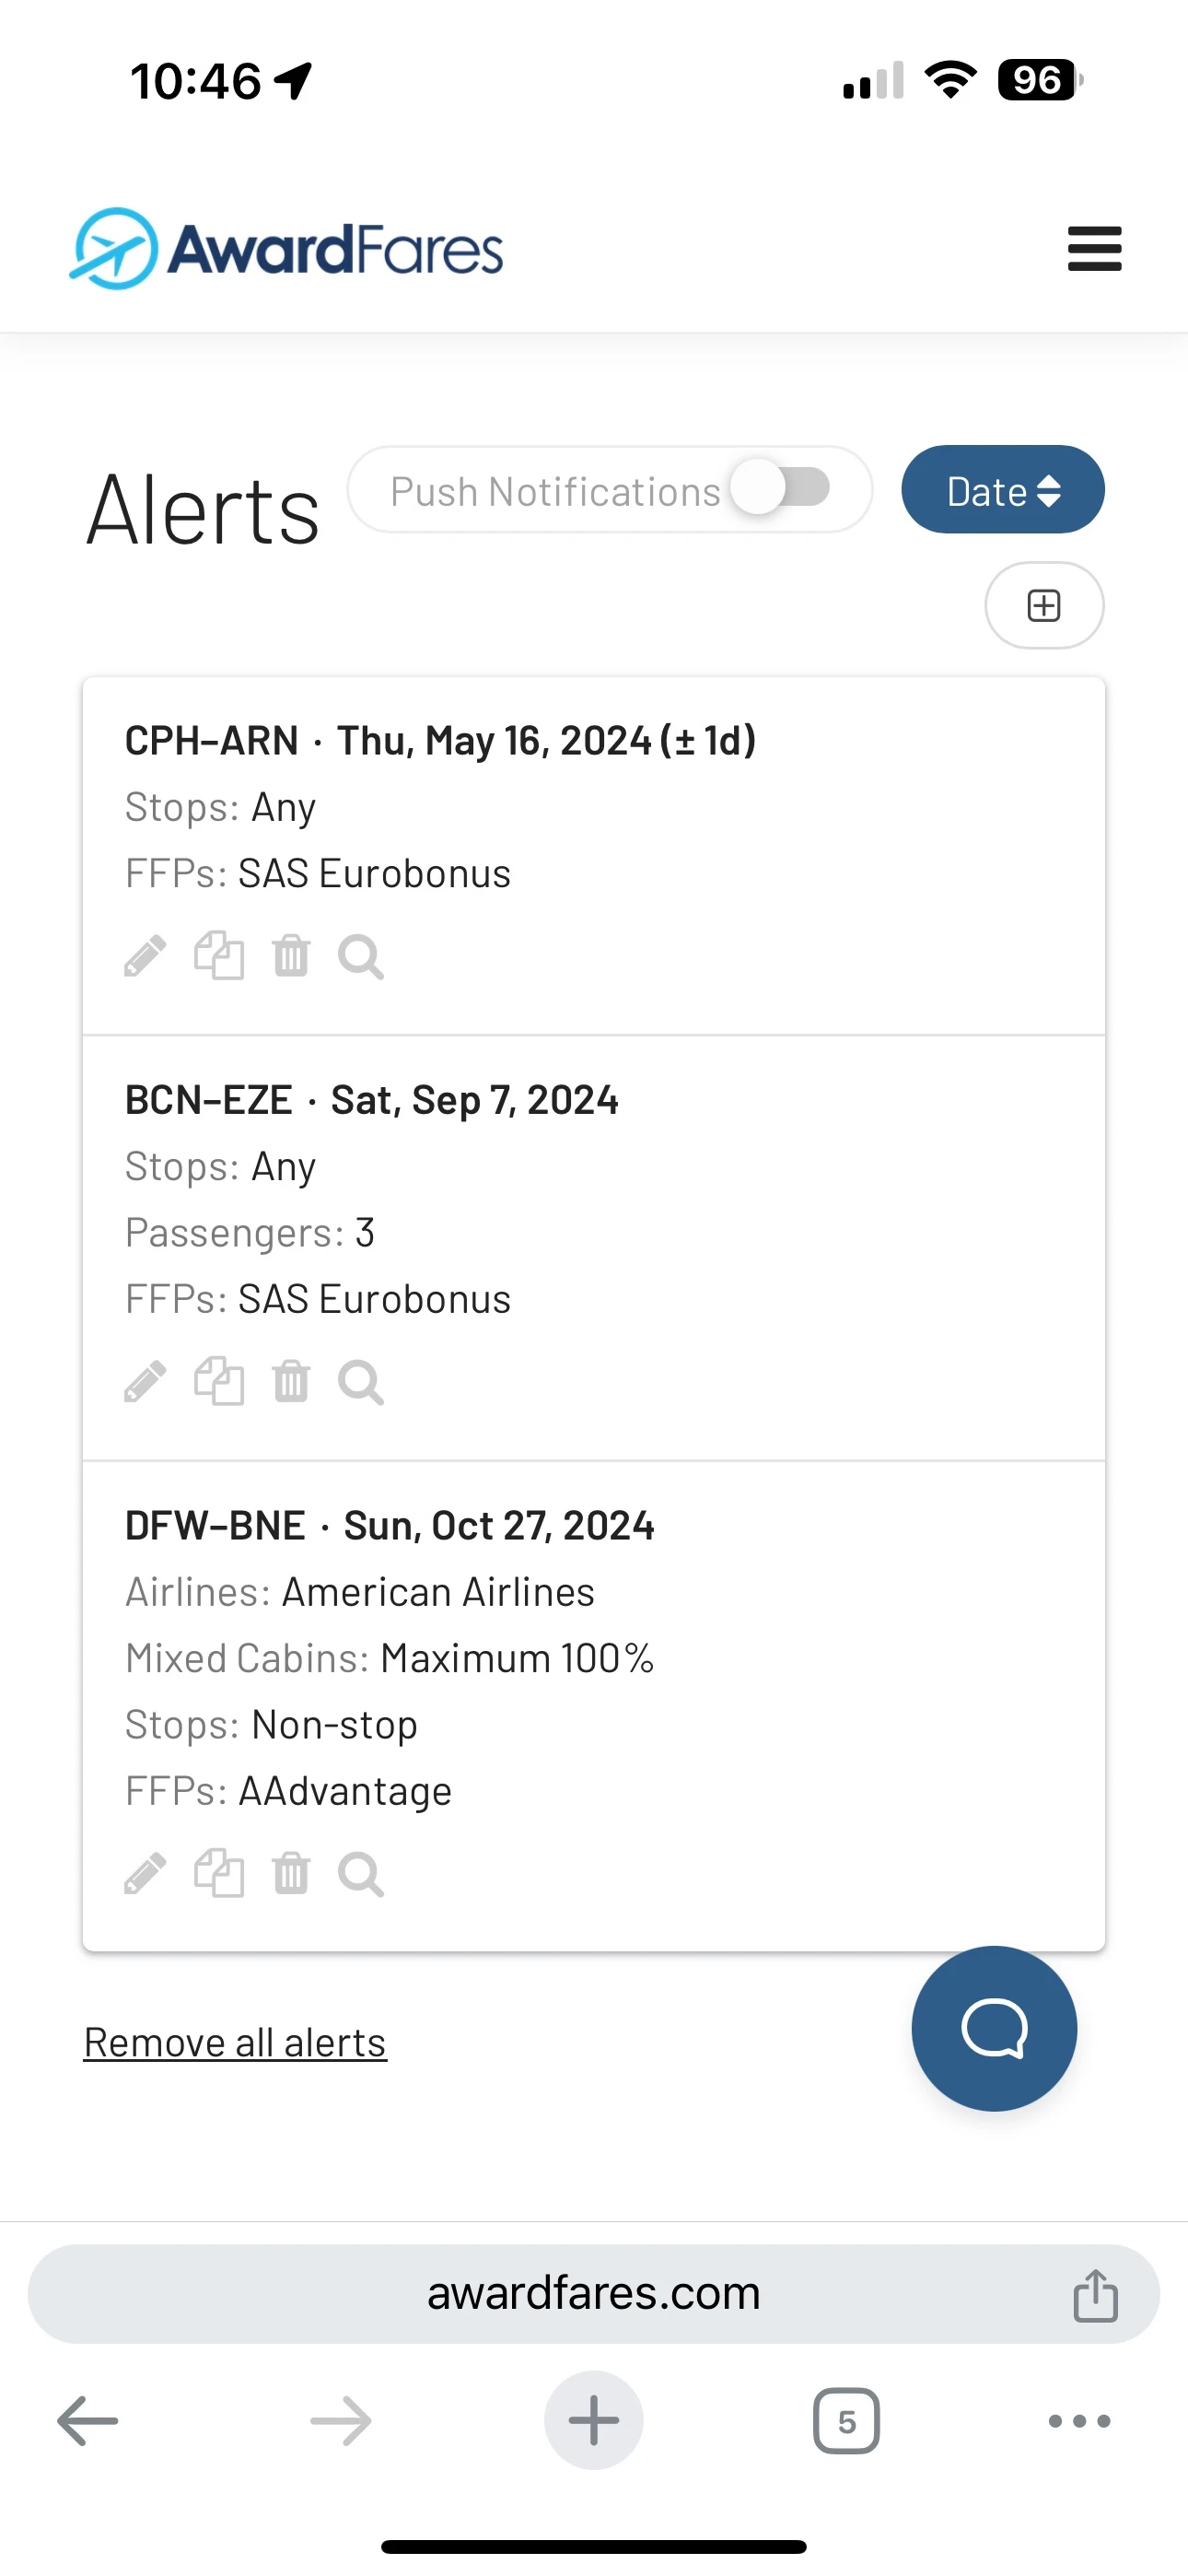 10:46
96
AwardFares
Alerts
Push Notifications
Date
CPH–ARN · Thu, May 16, 2024 (± 1d)
Stops: Any
FFPs: SAS Eurobonus
BCN–EZE · Sat, Sep 7, 2024
Stops: Any
Passengers: 3
FFPs: SAS Eurobonus
DFW–BNE · Sun, Oct 27, 2024
Airlines: American Airlines
Mixed Cabins: Maximum 100%
Stops: Non-stop
FFPs: AAdvantage
Remove all alerts
awardfares.com
5